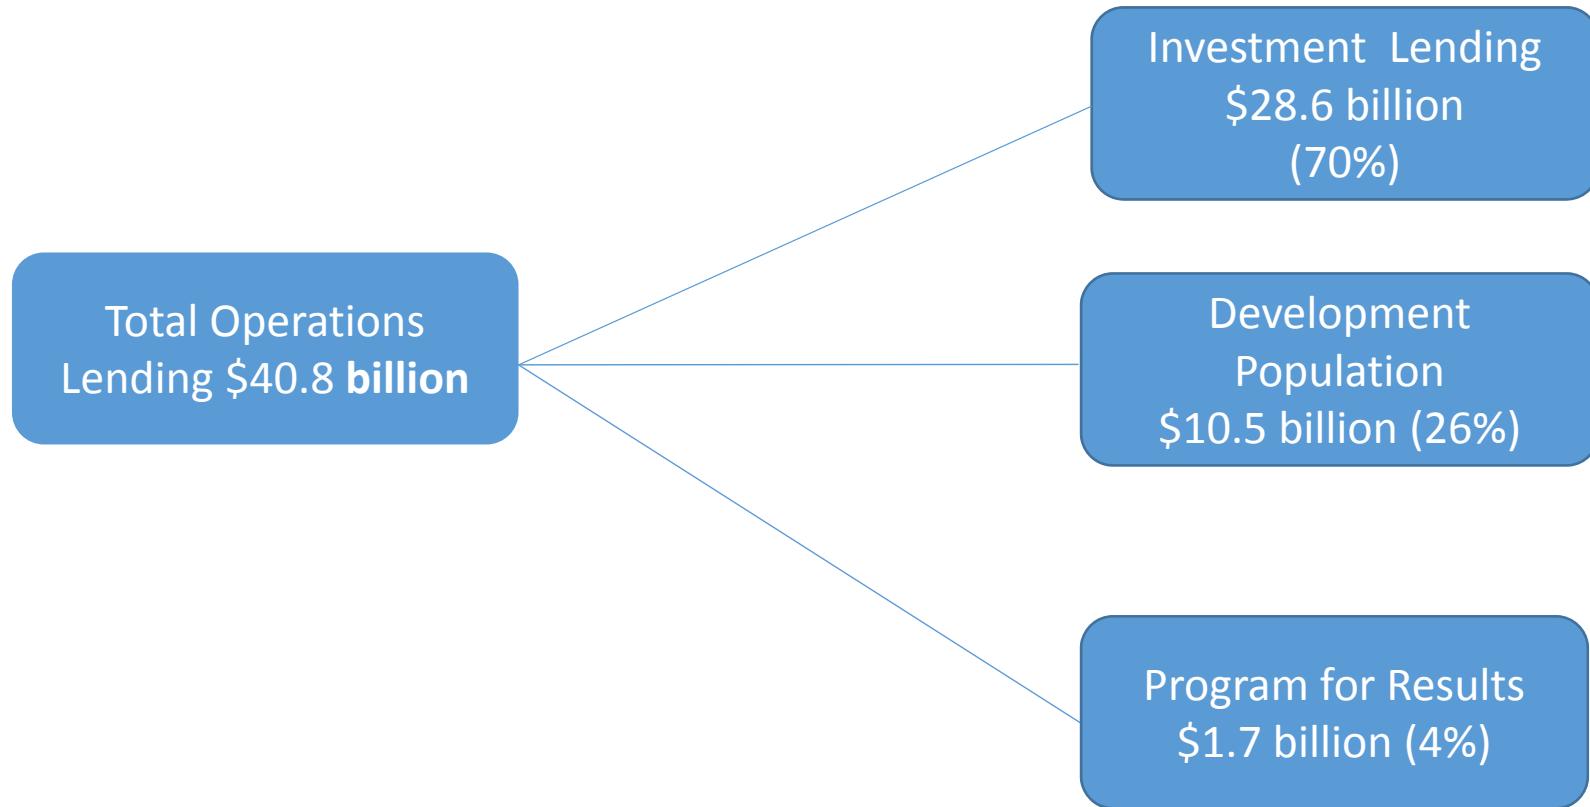 Investment Lending
$28.6 billion
(70%)
Total Operations
Lending $40.8 billion
Development
Population
$10.5 billion (26%)
Program for Results
$1.7 billion (4%)